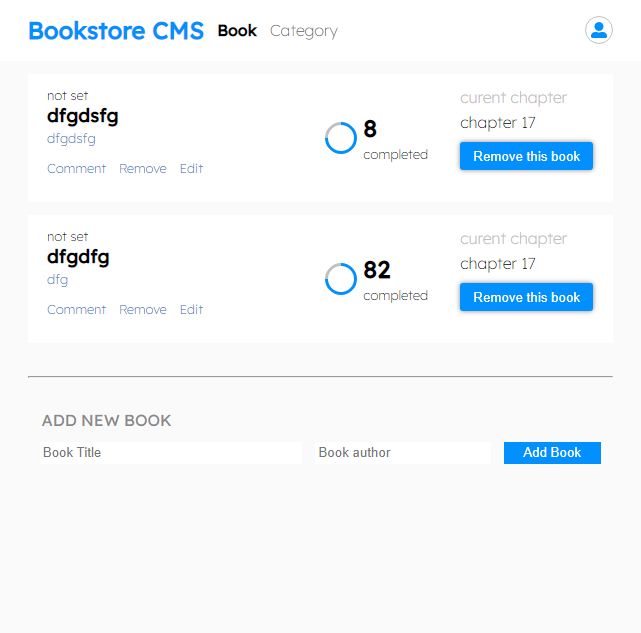 Bookstore CMS Book Category
not set
dfgdsfg
dfgdsfg
Comment Remove Edit
8
completed
curent chapter
chapter 17
Remove this book
not set
dfgdfg
dfg
Comment Remove Edit
82
completed
curent chapter
chapter 17
Remove this book
ADD NEW BOOK
Book Title Book author Add Book